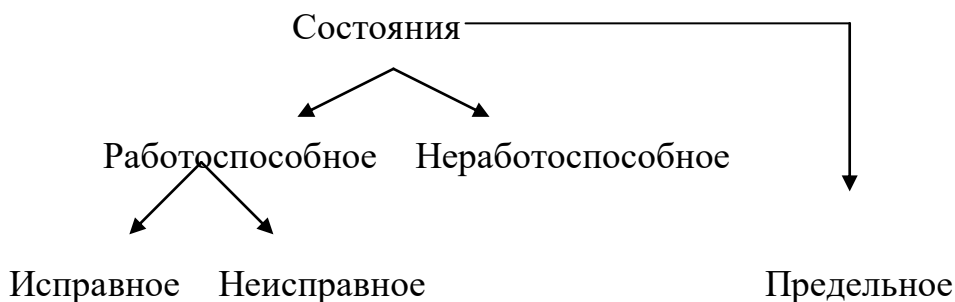 Состояния
Работоспособное Неработоспособное
Исправное Неисправное Предельное